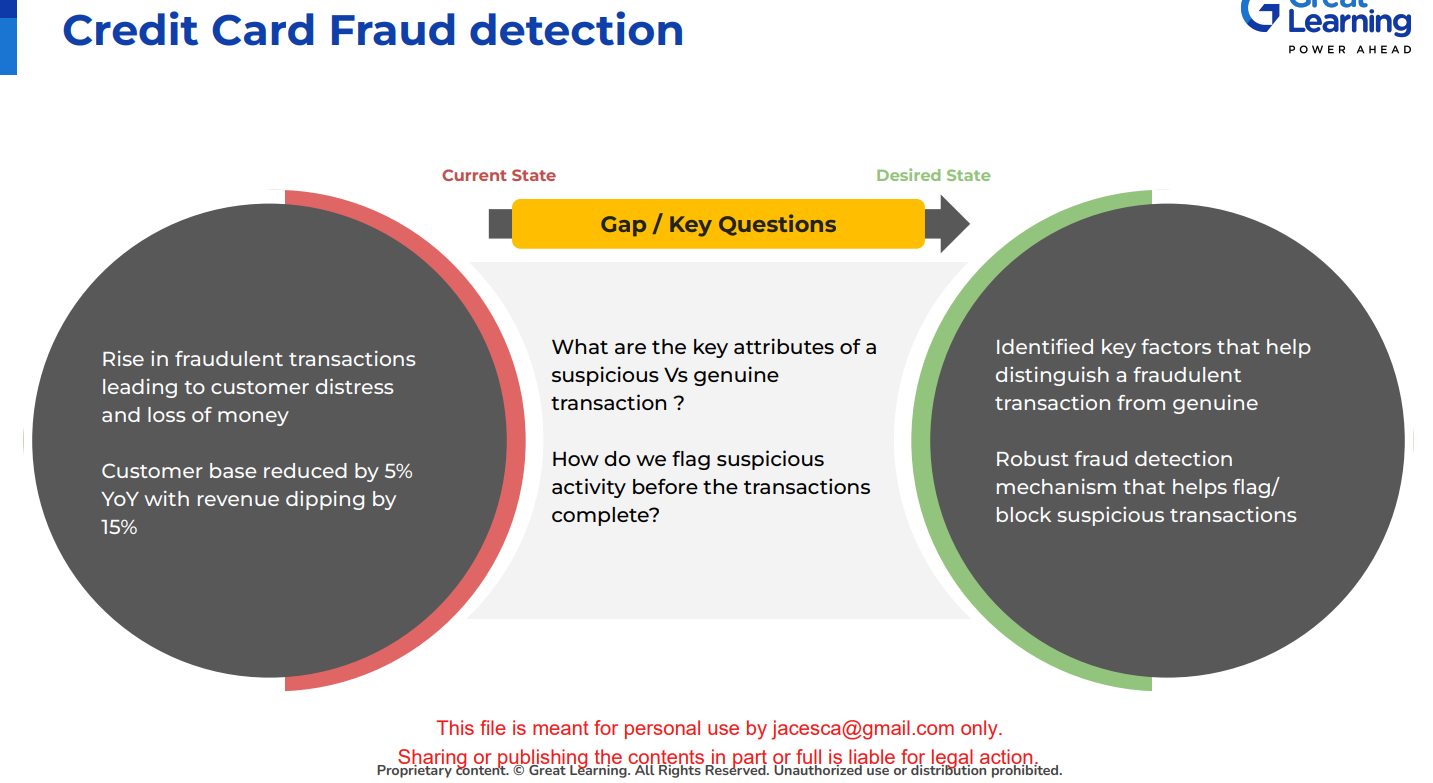 Credit Card Fraud detection
Great
Learning
POWER AHEAD
Current State
Desired State
Gap / Key Questions
Rise in fraudulent transactions
leading to customer distress
and loss of money
Customer base reduced by 5%
YoY with revenue dipping by
15%
What are the key attributes of a
suspicious Vs genuine
transaction ?
How do we flag suspicious
activity before the transactions
complete?
Identified key factors that help
distinguish a fraudulent
transaction from genuine
Robust fraud detection
mechanism that helps flag/
block suspicious transactions
This file is meant for personal use by jacesca@gmail.com only.
Sharing or publishing the contents in part or full is liable for legal action.
Proprietary content. © Great Learning. All Rights Reserved. Unauthorized use or distribution prohibited.